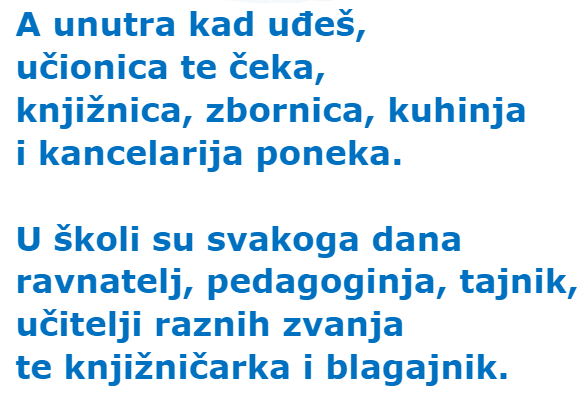 A unutra kad uđeš,
učionica te čeka,
knjižnica, zbornica, kuhinja
i kancelarija poneka.
U školi su svakoga dana
ravnatelj, pedagoginja, tajnik,
učitelji raznih zvanja
te knjižničarka i blagajnik.